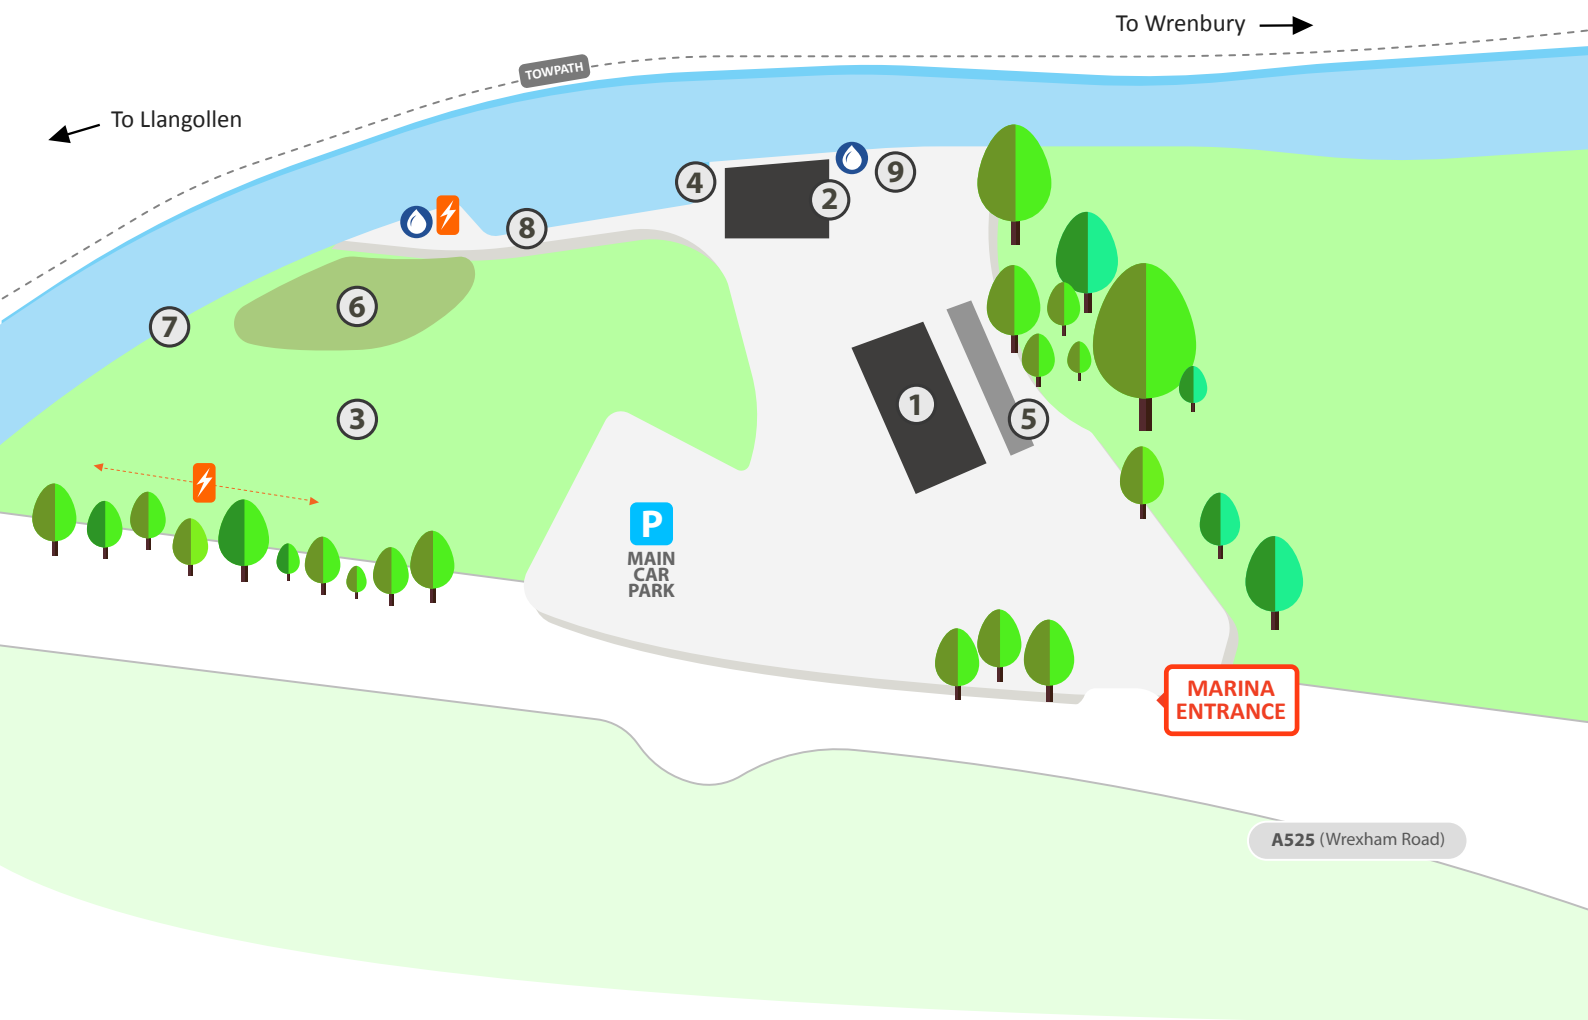 To Wrenbury
TOWPATH
To Llangollen
4
9
2
8
6
7
1
3
5
P
MAIN
CAR
PARK
MARINA
ENTRANCE
A525 (Wrexham Road)